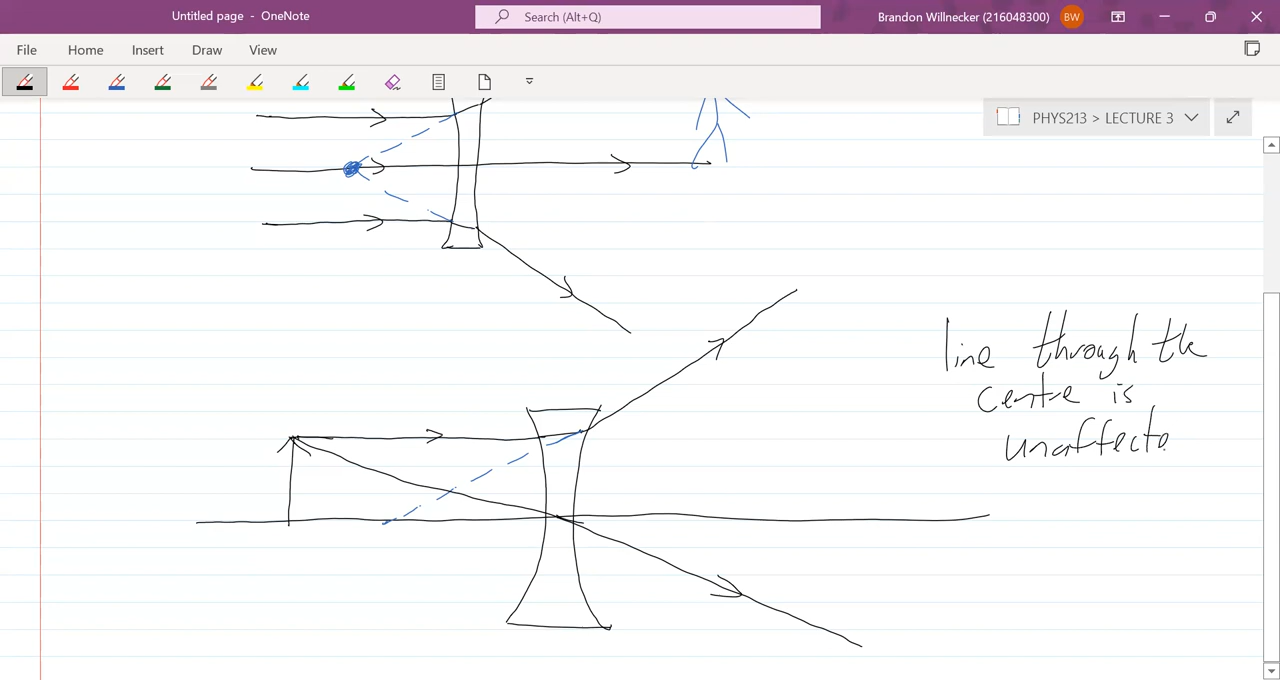 Untitled page - OneNote
Search (Alt+Q)
Brandon Willnecker (216048300)
BW
File
Home
Insert
Draw
View
PHYS213 > LECTURE 3
line through the
centre is
unaffecte